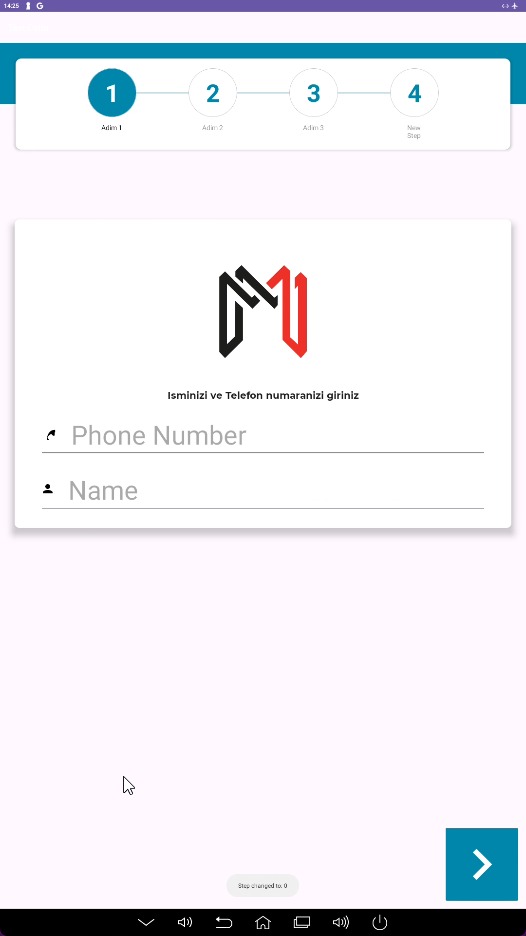 14:25
1
2
3
4
Adim 1
Adim 2
Adim 3
New
Step
Isminizi ve Telefon numaranizi giriniz
Phone Number
Name
Step changed to: 0